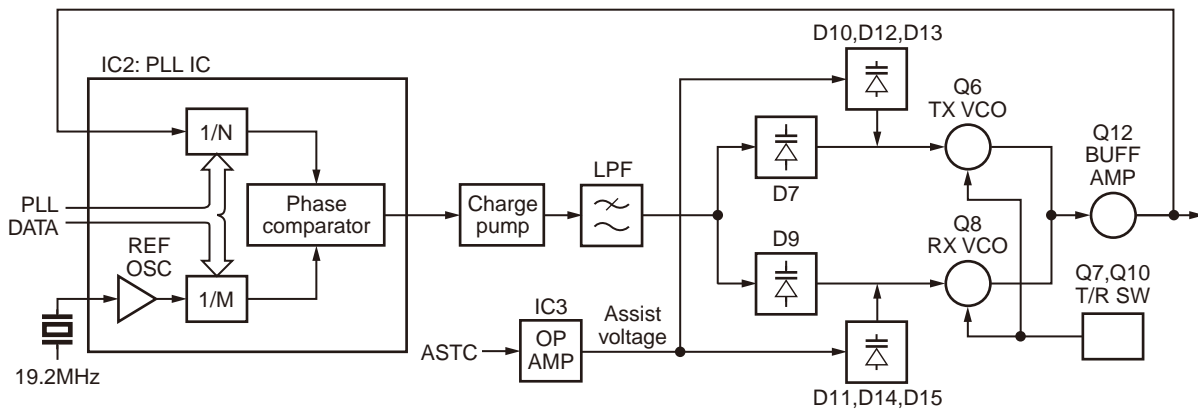 D10,D12,D13
IC2: PLL IC
Q6
TX VCO
1/N
Q12
BUFF
AMP
LPF
D7
PLL
DATA
Phase
comparator
Charge
pump
REF
OSC
D9
Q8
RX VCO
1/M
Q7,Q10
T/R SW
IC3
Assist
voltage
ASTC
OP
AMP
19.2MHz
D11,D14,D15